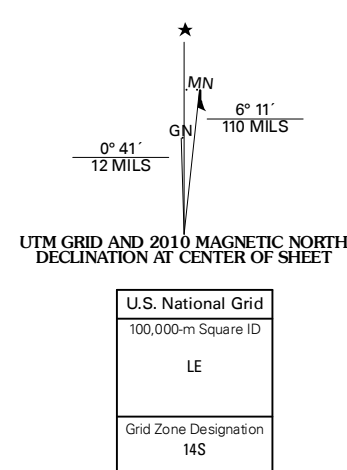 MN
6° 11´
110 MILS
GN
0° 41´
12 MILS
UTM GRID AND 2010 MAGNETIC NORTH
DECLINATION AT CENTER OF SHEET
U.S. National Grid
100,000-m Square ID
LE
Grid Zone Designation
14S